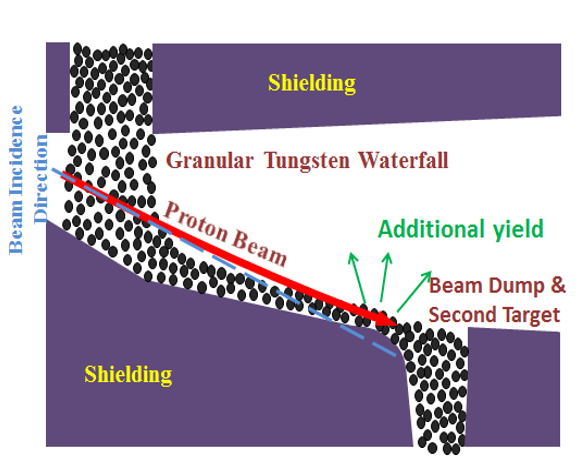 Shielding
Beam Incidence
Direction
Granular Tungsten Waterfall
Proton Beam
Additional yield
Beam Dump &
Second Target
Shielding